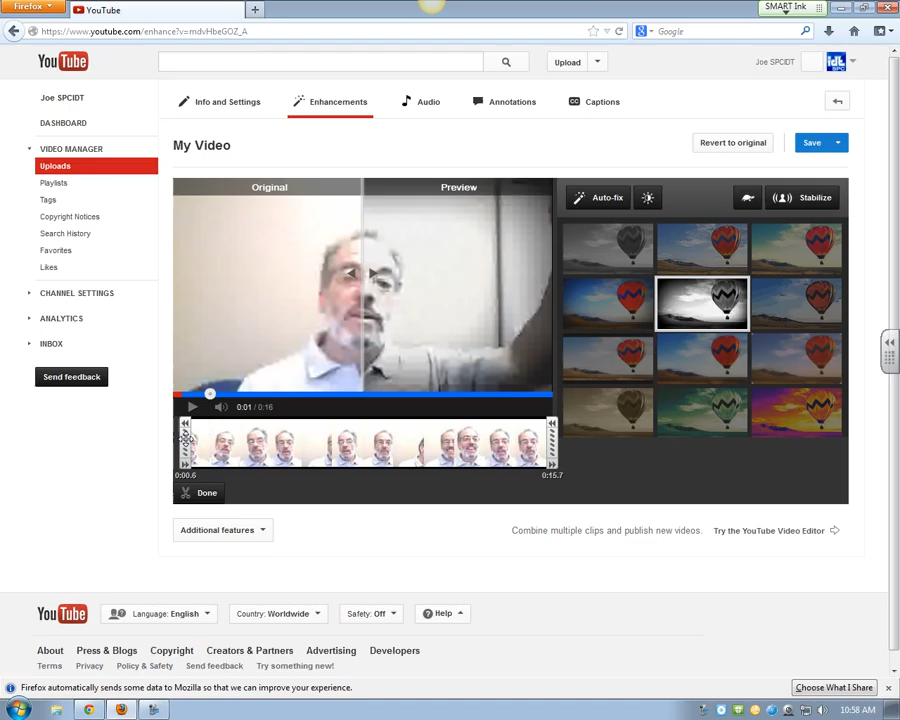 Firefox
YouTube
SMART Ink
https://www.youtube.com/enhance?v=mdvHbeGOZ_A
Google
YouTube
Upload
Joe SPCIDT
idt
SPC
Joe SPCIDT
DASHBOARD
VIDEO MANAGER
Uploads
Playlists
Tags
Copyright Notices
Search History
Favorites
Likes
CHANNEL SETTINGS
ANALYTICS
INBOX
Send feedback
Info and Settings
Enhancements
Audio
CC Captions
Annotations
My Video
Revert to original
Save
Original
Preview
Auto-fix
Stabilize
0:01 / 0:16
0:00.6
0:15.7
Done
Additional features
Combine multiple clips and publish new videos.
Try the YouTube Video Editor
YouTube
Language: English
Country: Worldwide
Safety: Off
Help
About
Press & Blogs
Copyright
Creators & Partners
Advertising
Developers
Terms
Privacy
Policy & Safety
Send feedback
Try something new!
Firefox automatically sends some data to Mozilla so that we can improve your experience.
Choose What I Share
10:58 AM